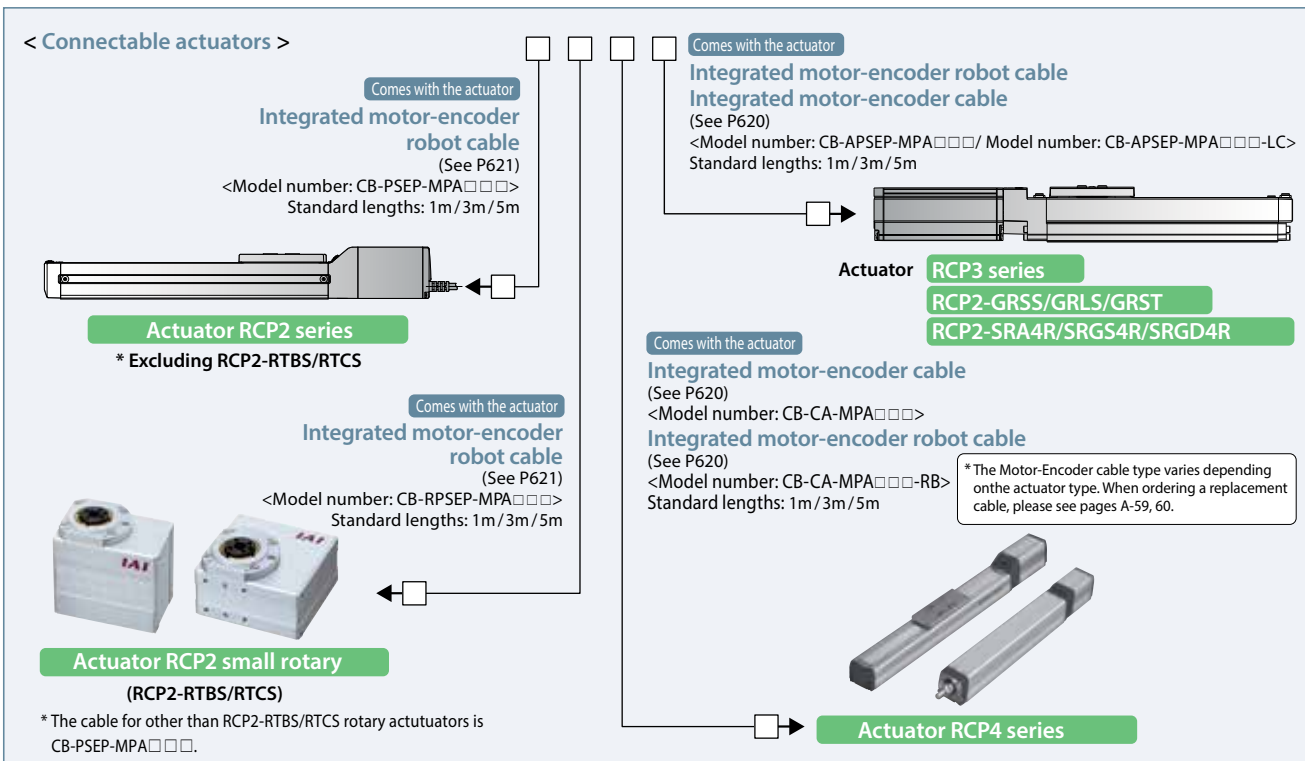 < Connectable actuators >
Comes with the actuator
Integrated motor-encoder
robot cable
(See P621)
<Model number: CB-PSEP-MPA□□□>
Standard lengths: 1m/3m/5m
Actuator RCP2 series
* Excluding RCP2-RTBS/RTCS
Comes with the actuator
Integrated motor-encoder
robot cable
(See P621)
<Model number: CB-RPSEP-MPA□□□>
Standard lengths: 1m/3m/5m
IAI
IAI
Actuator RCP2 small rotary
(RCP2-RTBS/RTCS)
* The cable for other than RCP2-RTBS/RTCS rotary actutuators is
CB-PSEP-MPA□□□.
Comes with the actuator
Integrated motor-encoder robot cable
Integrated motor-encoder cable
(See P620)
<Model number: CB-APSEP-MPA□□□/ Model number: CB-APSEP-MPA□□□-LC>
Standard lengths: 1m/3m/5m
Actuator RCP3 series
RCP2-GRSS/GRLS/GRST
RCP2-SRA4R/SRGS4R/SRGD4R
Comes with the actuator
Integrated motor-encoder cable
(See P620)
<Model number: CB-CA-MPA□□□>
Integrated motor-encoder robot cable
(See P620)
<Model number: CB-CA-MPA□□□-RB>
Standard lengths: 1m/3m/5m
* The Motor-Encoder cable type varies depending
onthe actuator type. When ordering a replacement
cable, please see pages A-59, 60.
Actuator RCP4 series